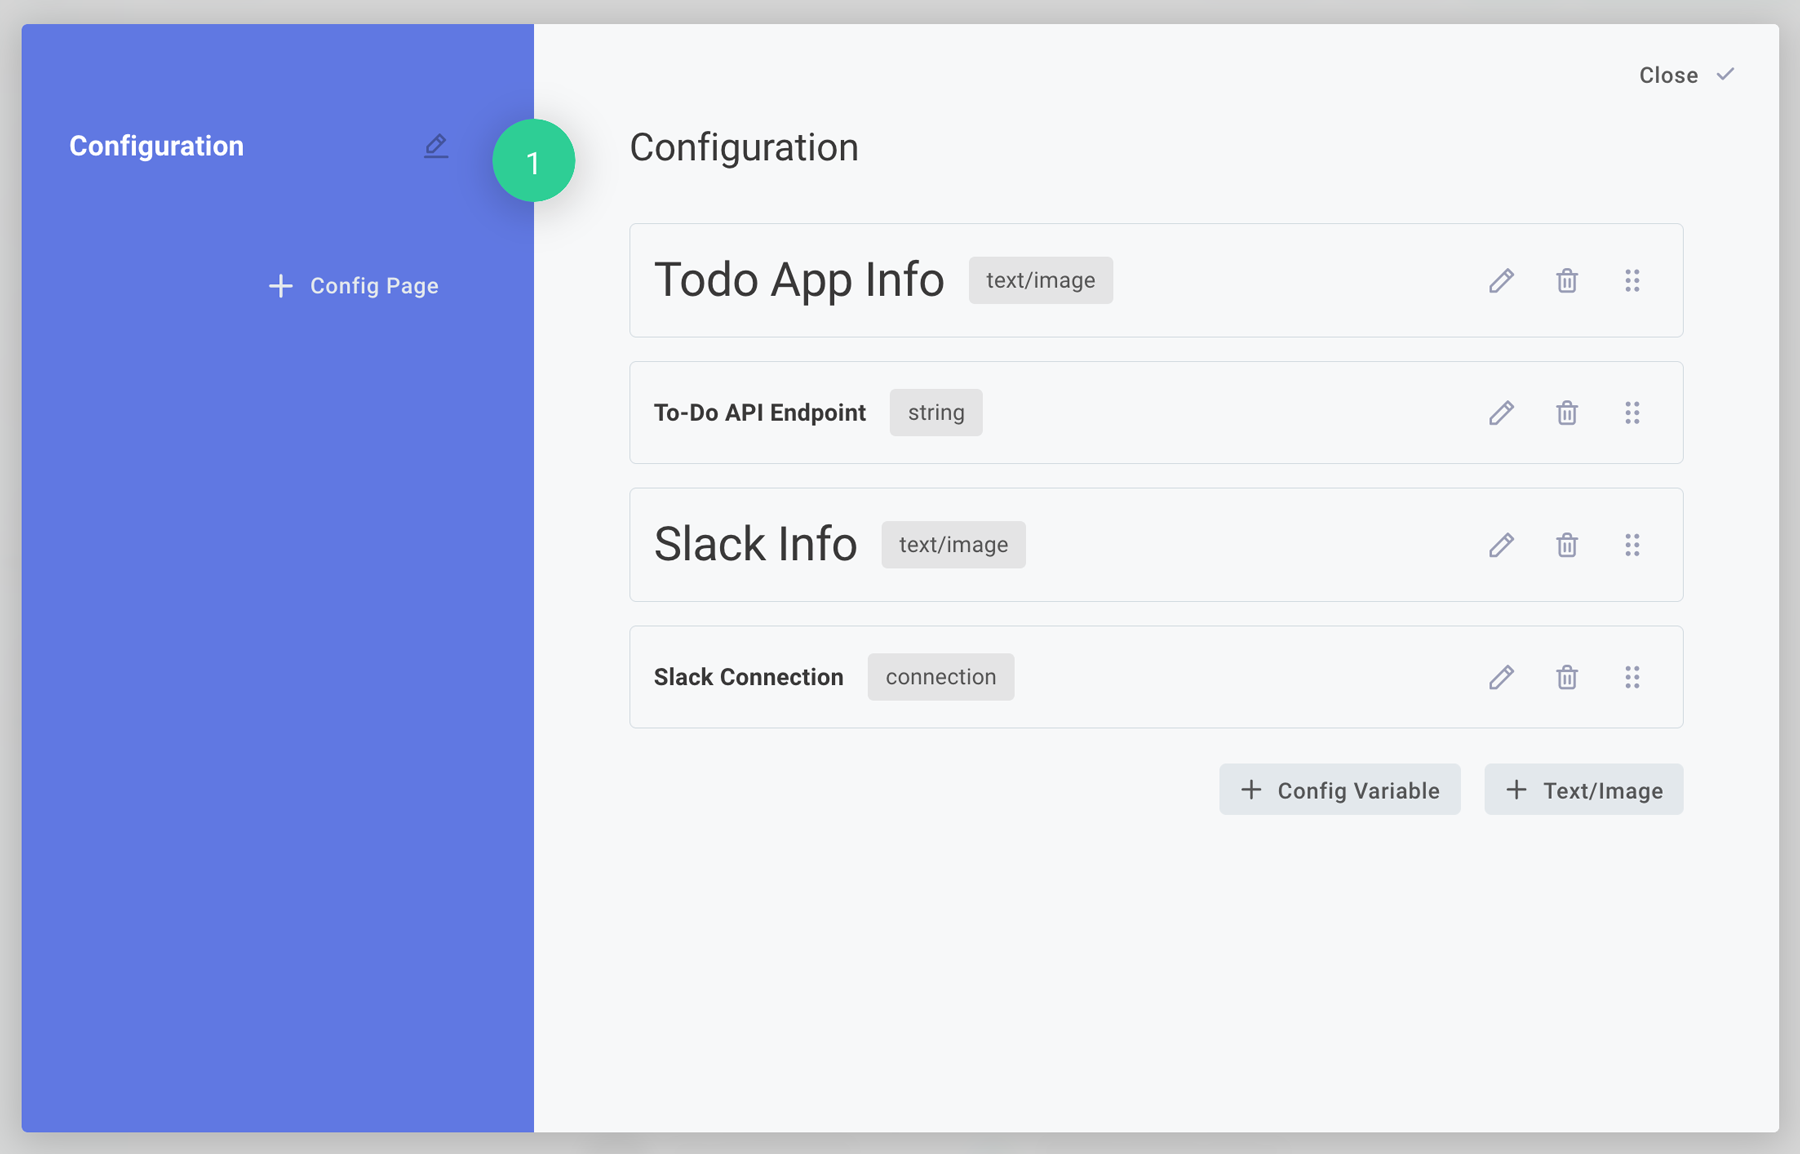 Close
Configuration
1
Configuration
Config Page
Todo App Info text/image
To-Do API Endpoint string
Slack Info text/image
Slack Connection connection
Config Variable
Text/Image